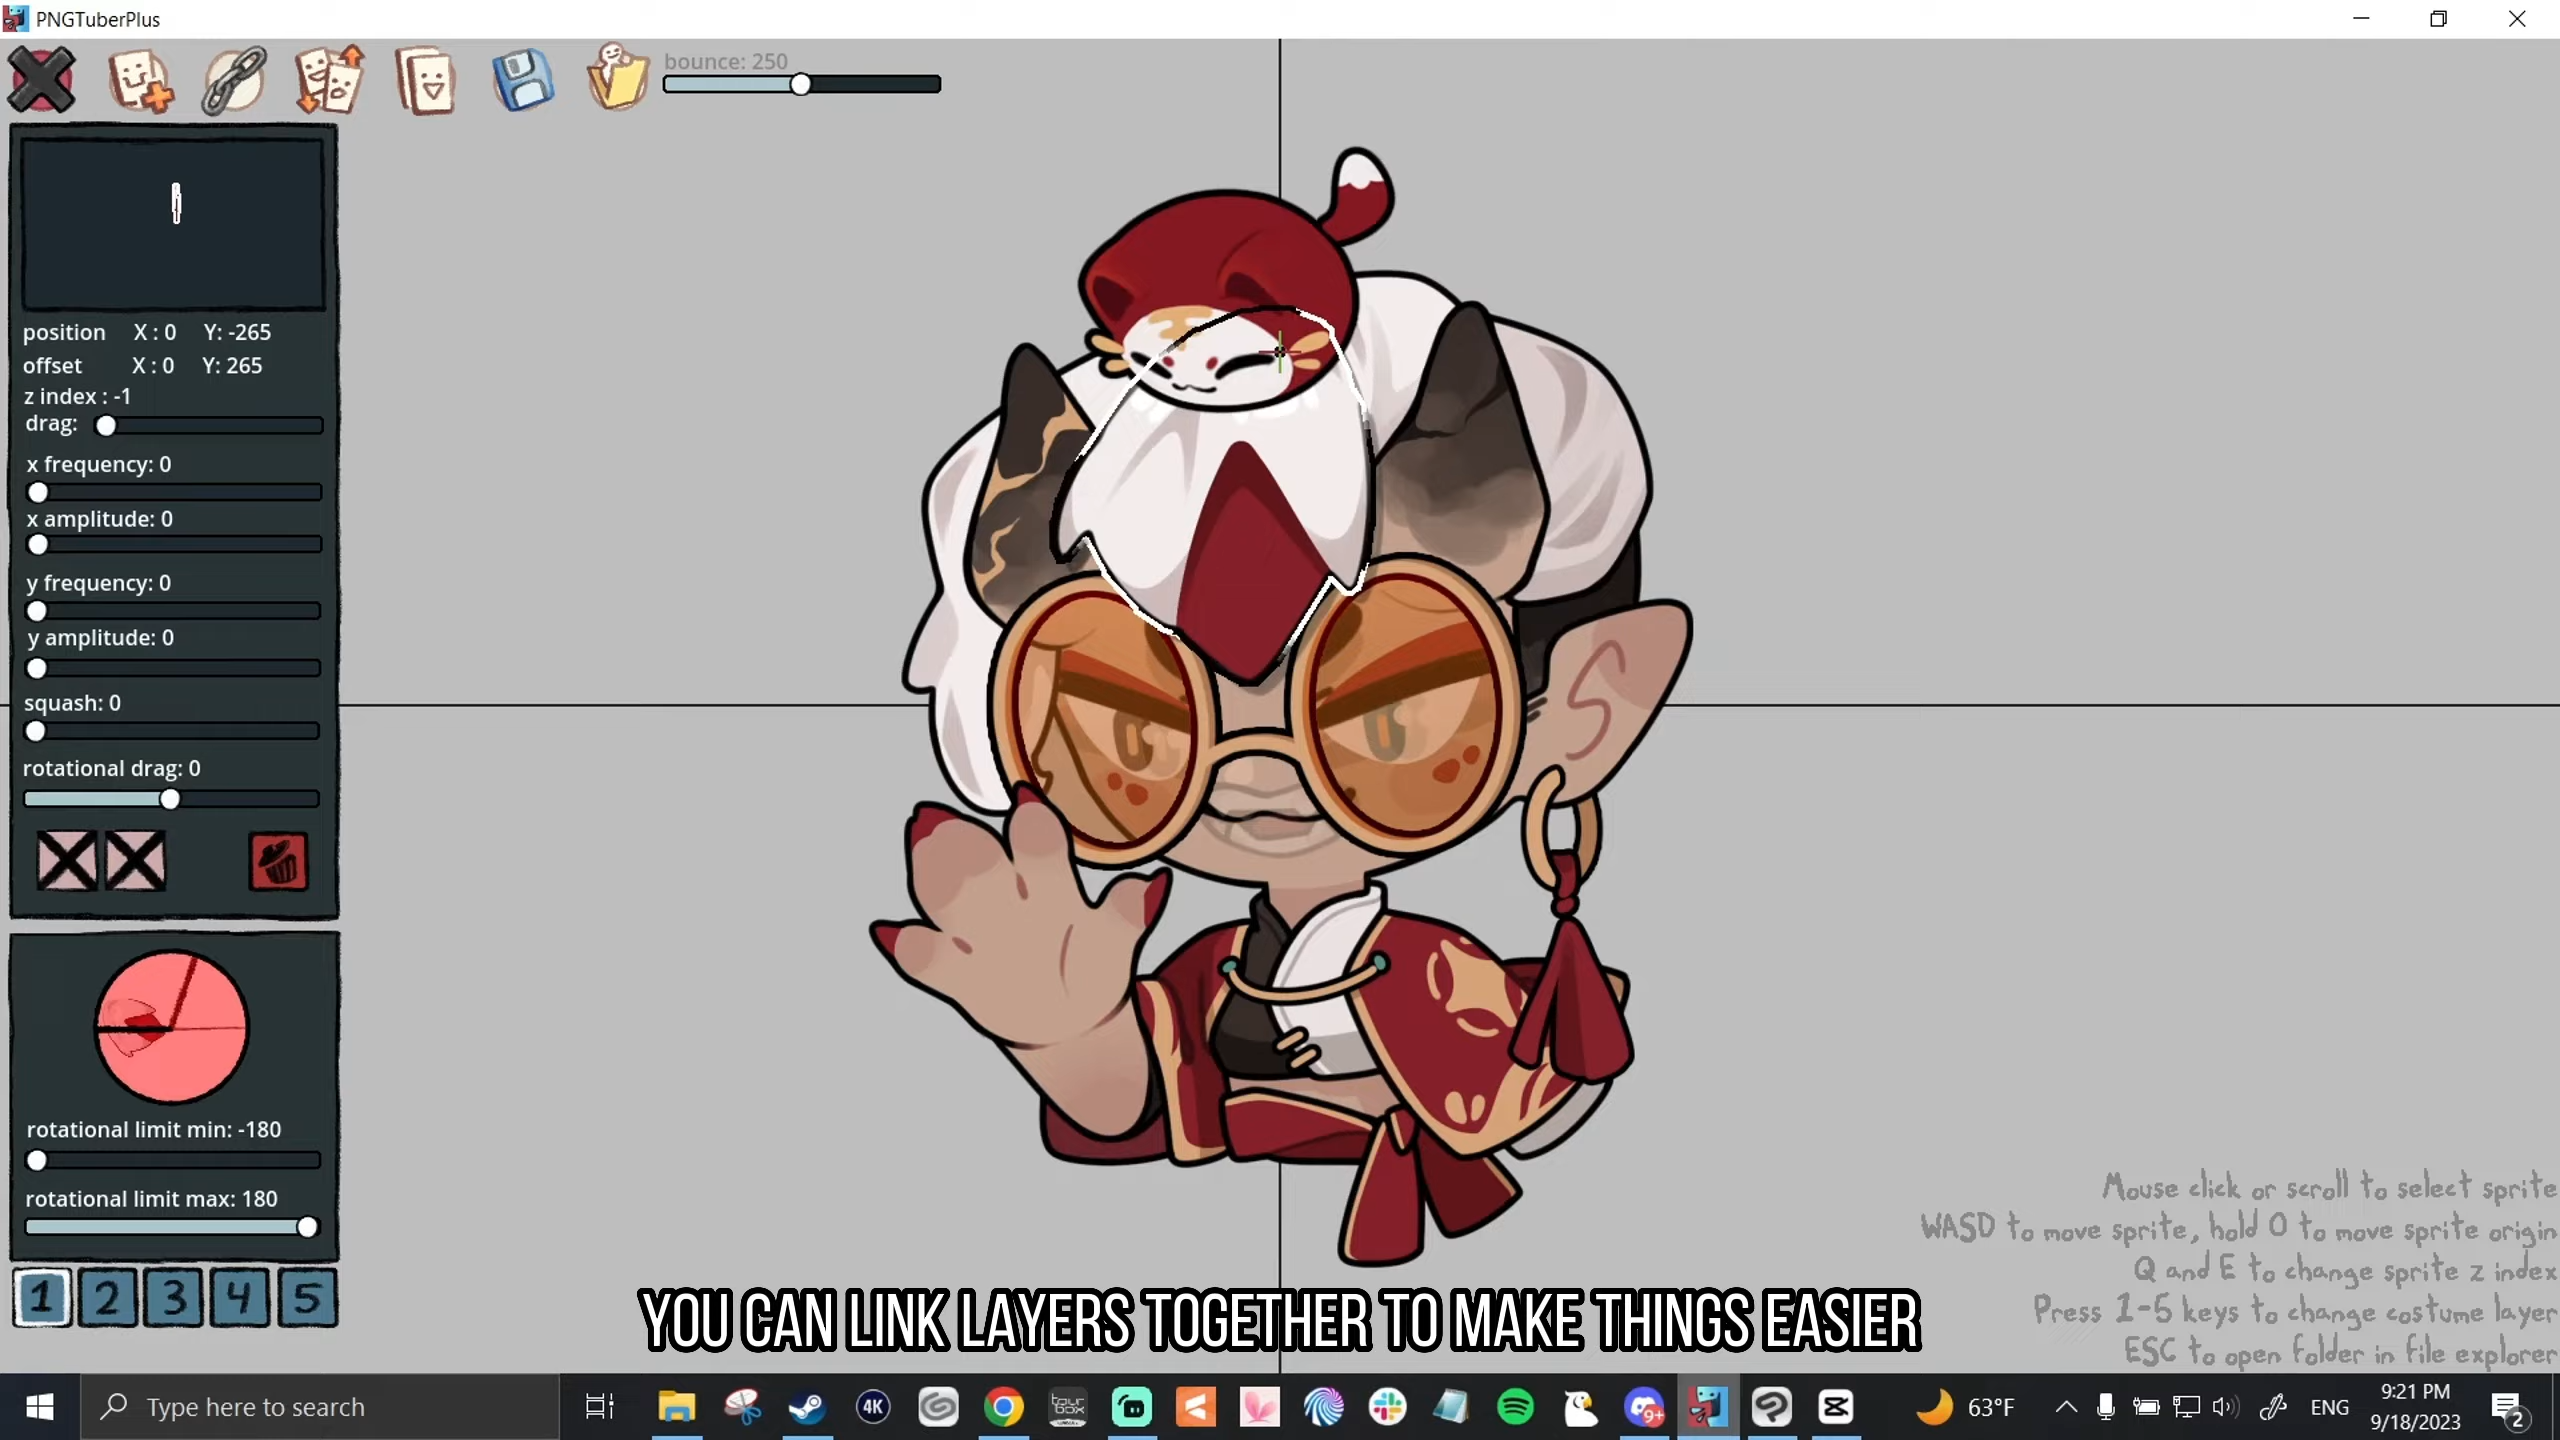 PNGTuberPlus
bounce: 250
position X : 0 Y: -265
offset X : 0 Y: 265
z index : -1
drag:
x frequency: 0
x amplitude: 0
y frequency: 0
y amplitude: 0
squash: 0
rotational drag: 0
rotational limit min: -180
rotational limit max: 180
1 2 3 4 5
Mouse click or scroll to select sprite
WASD to move sprite, hold O to move sprite origin
Q and E to change sprite z index
Press 1-5 keys to change costume layer
ESC to open folder in file explorer
YOU CAN LINK LAYERS TOGETHER TO MAKE THINGS EASIER
Type here to search
4K
tour box
9+
63°F
ENG
9:21 PM
9/18/2023
2